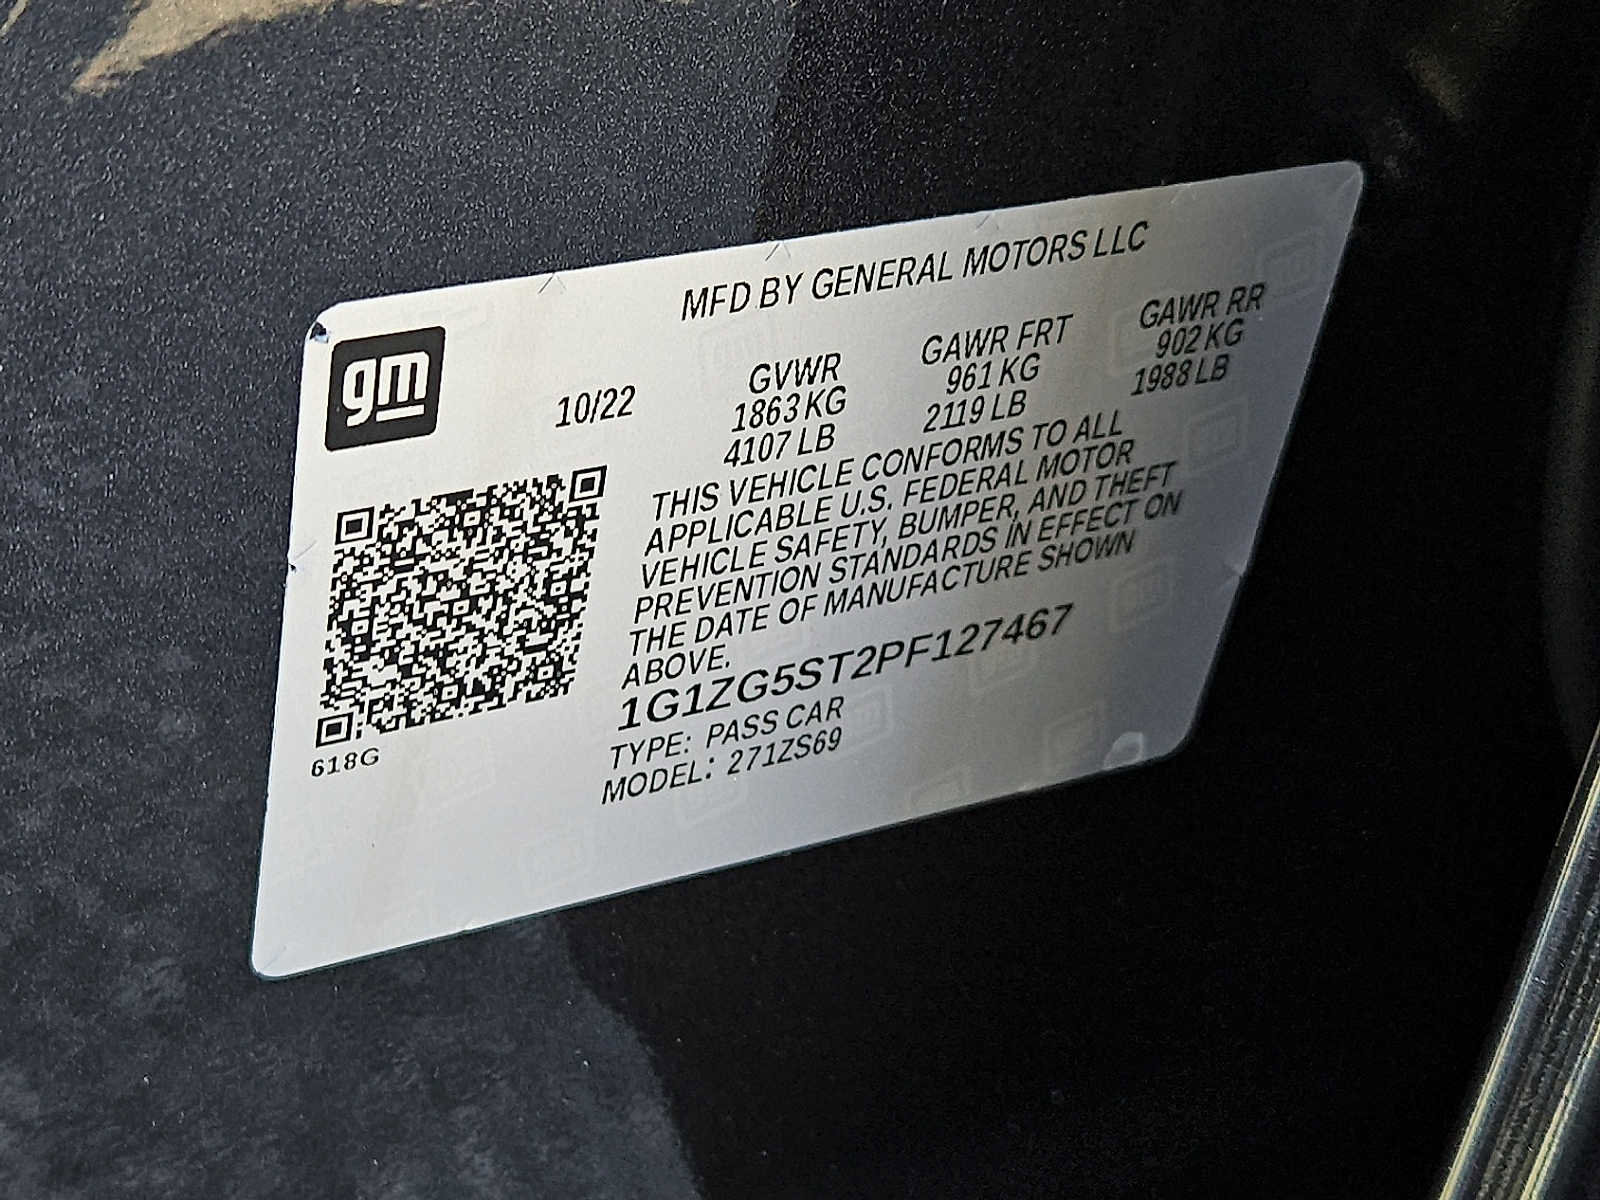 MFD BY GENERAL MOTORS LLC
gm
10/22
GVWR
1863 KG
4107 LB
GAWR FRT
961 KG
2119 LB
GAWR RR
902 KG
1988 LB
THIS VEHICLE CONFORMS TO ALL
APPLICABLE U.S. FEDERAL MOTOR
VEHICLE SAFETY, BUMPER, AND THEFT
PREVENTION STANDARDS IN EFFECT ON
THE DATE OF MANUFACTURE SHOWN
ABOVE.
1G1ZG5ST2PF127467
TYPE: PASS CAR
MODEL: 271ZS69
618G